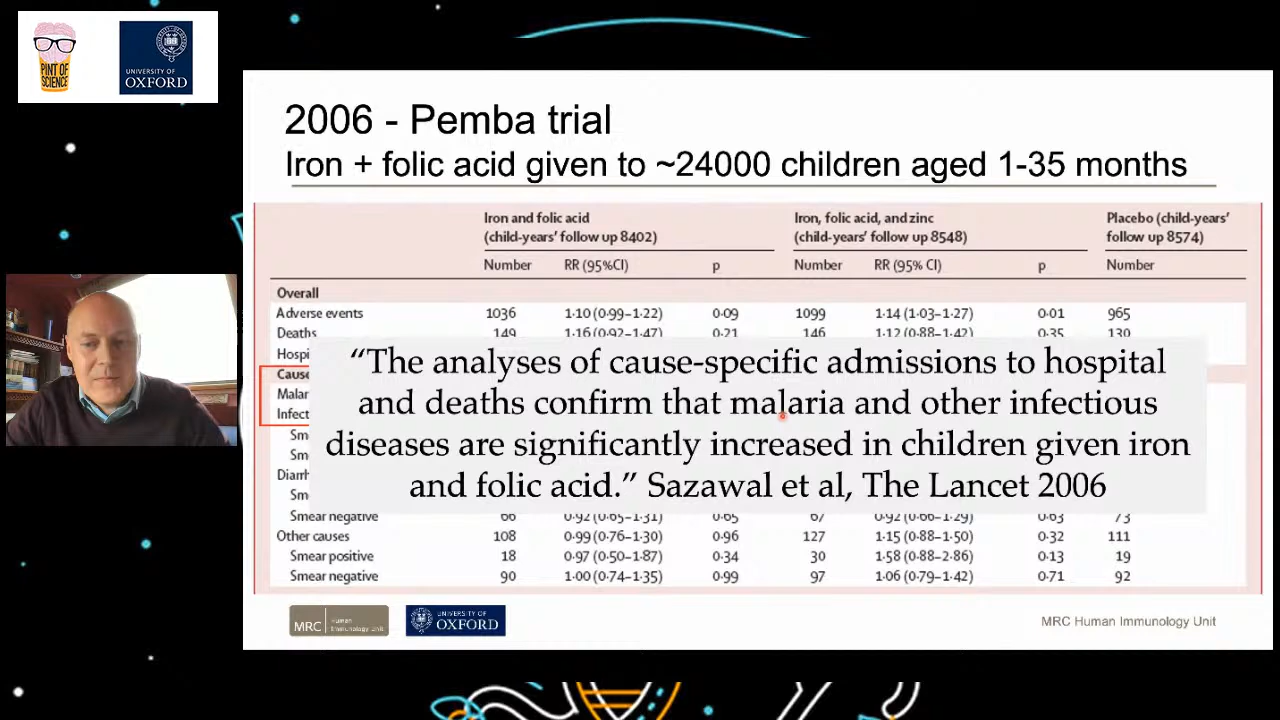 PINT OF
SCIENCE
UNIVERSITY OF
OXFORD
2006 - Pemba trial
Iron + folic acid given to ~24000 children aged 1-35 months
Iron and folic acid Iron, folic acid, and zinc Placebo (child-years'
(child-years' follow up 8402) (child-years' follow up 8548) follow up 8574)
Number RR (95%CI) p Number RR (95% CI) p Number
Overall
Adverse events 1036 1·10 (0·99–1·22) 0·09 1099 1·14 (1·03–1·27) 0·01 965
Deaths 149 1·16 (0·92–1·47) 0·21 146 1·12 (0·88–1·42) 0·35 130
“The analyses of cause-specific admissions to hospital
and deaths confirm that malaria and other infectious
diseases are significantly increased in children given iron
and folic acid.” Sazawal et al, The Lancet 2006
Smear negative 66 0·92 (0·65–1·31) 0·65 67 0·92 (0·66–1·29) 0·63 73
Other causes 108 0·99 (0·76–1·30) 0·96 127 1·15 (0·88–1·50) 0·32 111
Smear positive 18 0·97 (0·50–1·87) 0·34 30 1·58 (0·88–2·86) 0·13 19
Smear negative 90 1·00 (0·74–1·35) 0·99 97 1·06 (0·79–1·42) 0·71 92
MRC Human
Immunology Unit
UNIVERSITY OF
OXFORD
MRC Human Immunology Unit